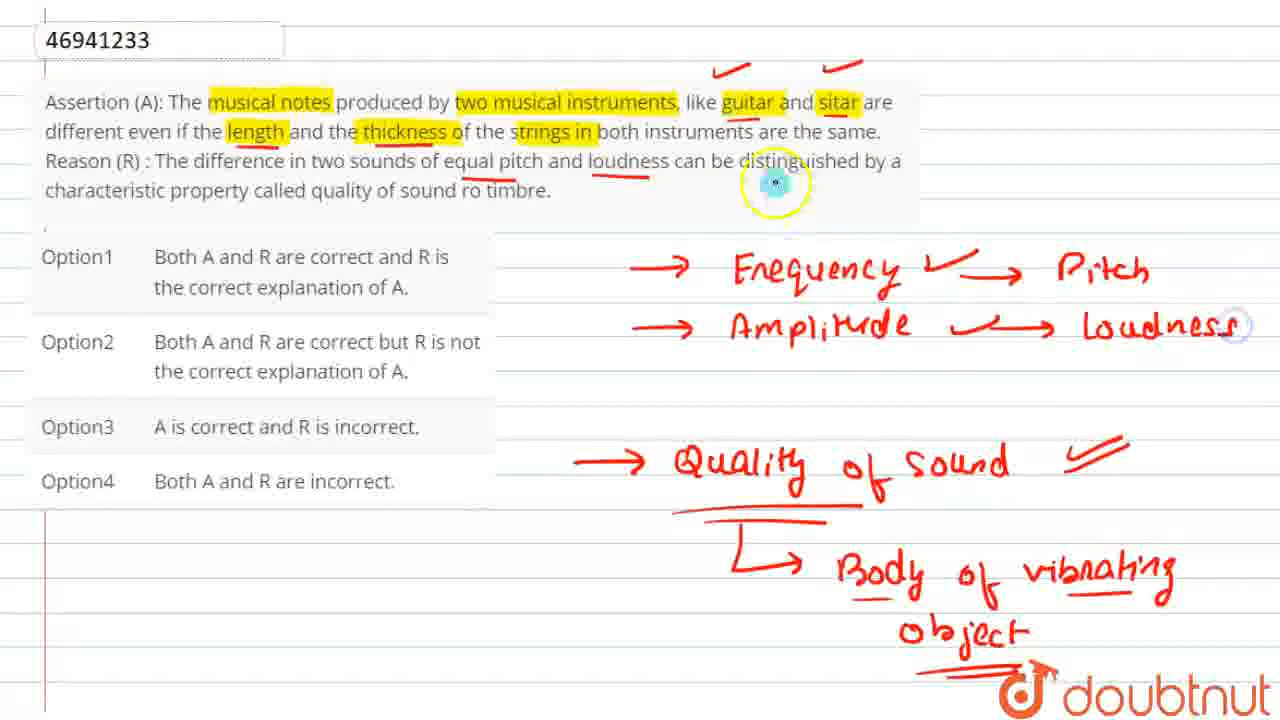 46941233
Assertion (A): The musical notes produced by two musical instruments, like guitar and sitar are
different even if the length and the thickness of the strings in both instruments are the same.
Reason (R) : The difference in two sounds of equal pitch and loudness can be distinguished by a
characteristic property called quality of sound ro timbre.
Option1 Both A and R are correct and R is
the correct explanation of A.
Option2 Both A and R are correct but R is not
the correct explanation of A.
Option3 A is correct and R is incorrect.
Option4 Both A and R are incorrect.
→ Frequency ✓ → Pitch
→ Amplitude ✓ → Loudness
→ Quality of sound
→ Body of vibrating
object
doubtnut